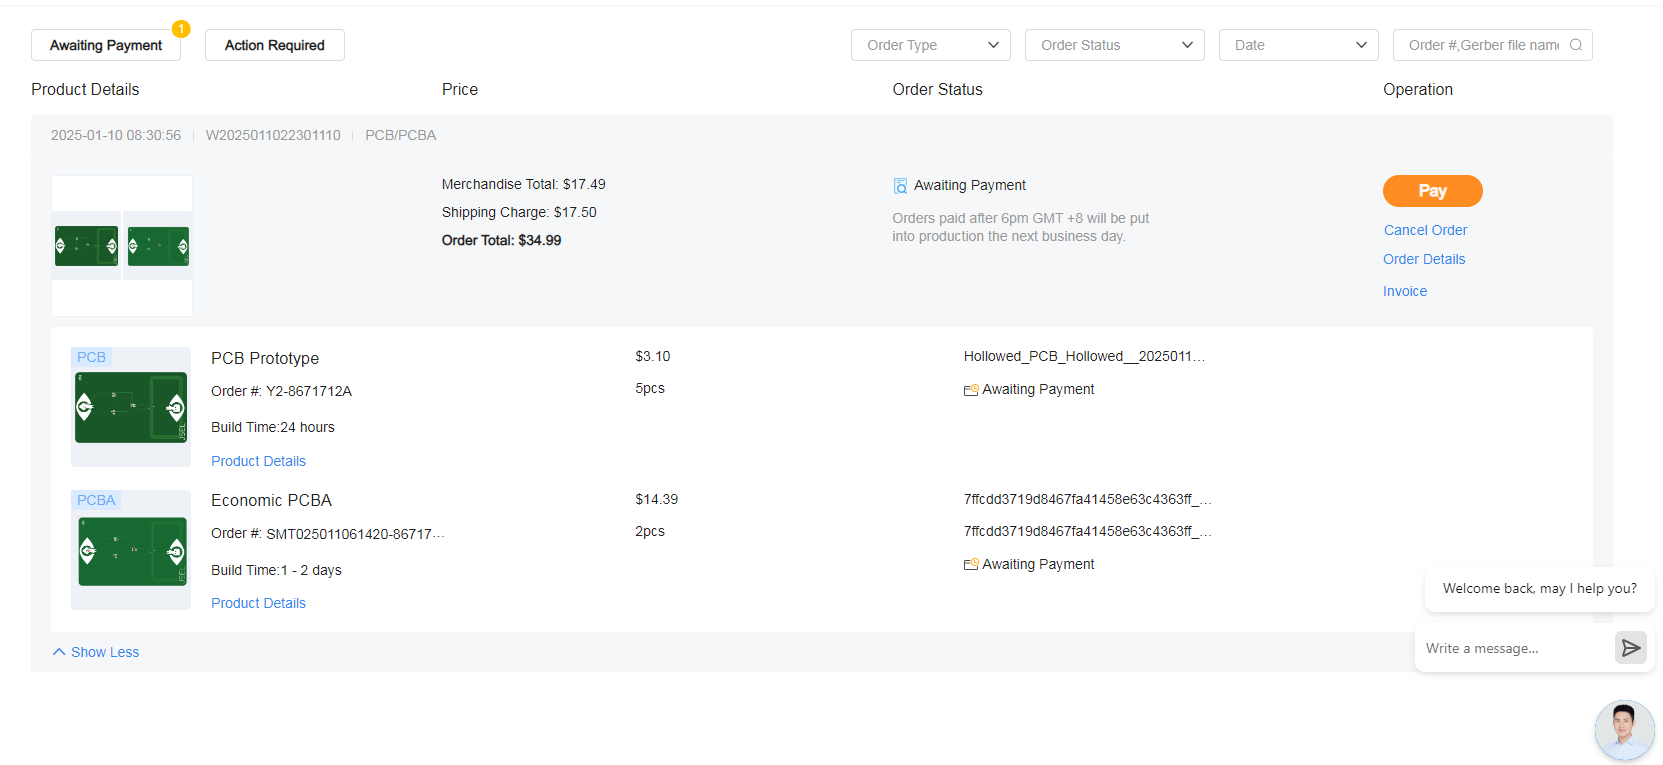 Awaiting Payment
1
Action Required
Order Type
Order Status
Date
Order #,Gerber file name
Product Details
Price
Order Status
Operation
2025-01-10 08:30:56
W2025011022301110
PCB/PCBA
Merchandise Total: $17.49
Shipping Charge: $17.50
Order Total: $34.99
Awaiting Payment
Orders paid after 6pm GMT +8 will be put
into production the next business day.
Pay
Cancel Order
Order Details
Invoice
PCB
PCB Prototype
$3.10
Hollowed_PCB_Hollowed__2025011...
Order #: Y2-8671712A
5pcs
Awaiting Payment
Build Time:24 hours
Product Details
JSEL
PCBA
Economic PCBA
$14.39
7ffcdd3719d8467fa41458e63c4363ff_...
Order #: SMT025011061420-86717...
2pcs
7ffcdd3719d8467fa41458e63c4363ff_...
Awaiting Payment
Build Time:1 - 2 days
Product Details
JSEL
Show Less
Welcome back, may I help you?
Write a message...